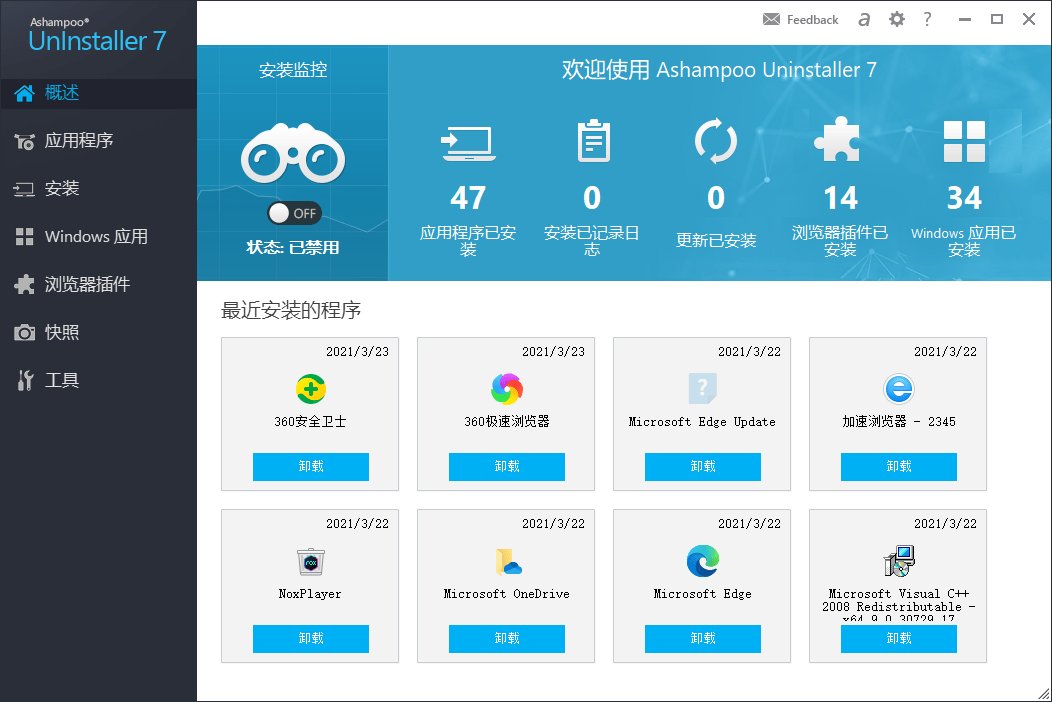 Ashampoo®
UnInstaller 7
Feedback
a
?
概述
应用程序
安装
Windows 应用
浏览器插件
快照
工具
安装监控
OFF
状态: 已禁用
欢迎使用 Ashampoo Uninstaller 7
47
应用程序已安
装
0
安装已记录日
志
0
更新已安装
14
浏览器插件已
安装
34
Windows 应用已
安装
最近安装的程序
2021/3/23
360安全卫士
卸载
2021/3/23
360极速浏览器
卸载
2021/3/22
?
Microsoft Edge Update
卸载
2021/3/22
加速浏览器 - 2345
卸载
2021/3/22
nox
NoxPlayer
卸载
2021/3/22
Microsoft OneDrive
卸载
2021/3/22
Microsoft Edge
卸载
2021/3/22
Microsoft Visual C++
2008 Redistributable -
x64 9.0.30729.17
卸载